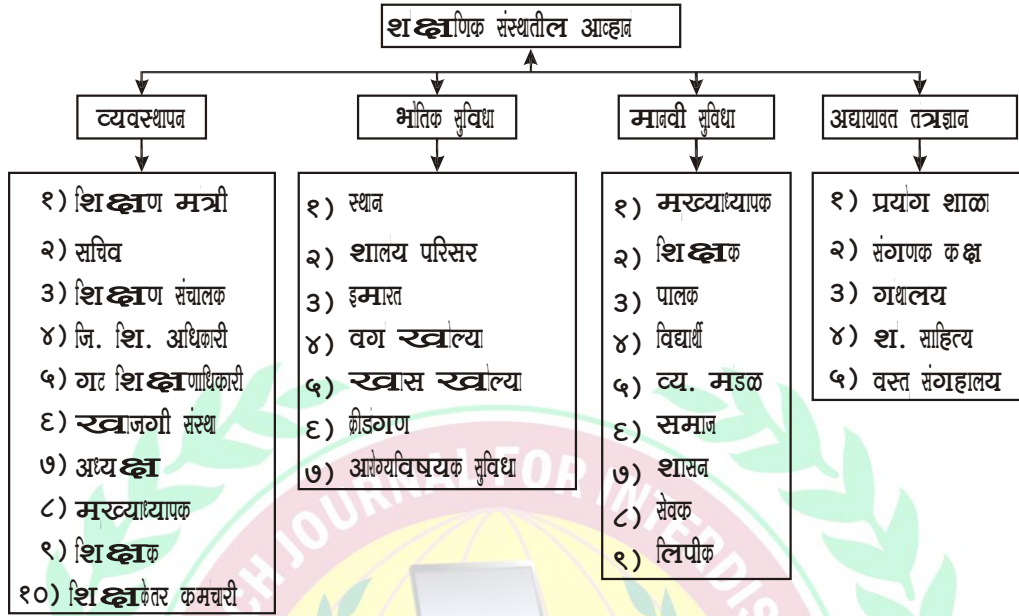 शैक्षणिक संस्थातील आव्हान
व्यवस्थापन
१) शिक्षण मंत्री
२) सचिव
3) शिक्षण संचालक
४) जि. शि. अधिकारी
५) गट शिक्षणाधिकारी
६) खाजगी संस्था
७) अध्यक्ष
८) मख्याध्यापक
९) शिक्षक
१०) शिक्षकेतर कमचारी
भौतिक सुविधा
१) स्थान
२) शालय परिसर
3) इमारत
४) वग खोल्या
५) खास खोल्या
६) क्रीडंगण
७) आरोग्यविषयक सुविधा
मानवी सुविधा
१) मख्याध्यापक
२) शिक्षक
3) पालक
४) विद्यार्थी
५) व्य. मंडळ
६) समाज
७) शासन
८) सेवक
९) लिपीक
अद्यायावत तंत्रज्ञान
१) प्रयोग शाळा
२) संगणक कक्ष
3) गथालय
४) श. साहित्य
५) वस्त संगहालय
CH JOURNAL FOR INTERDIS